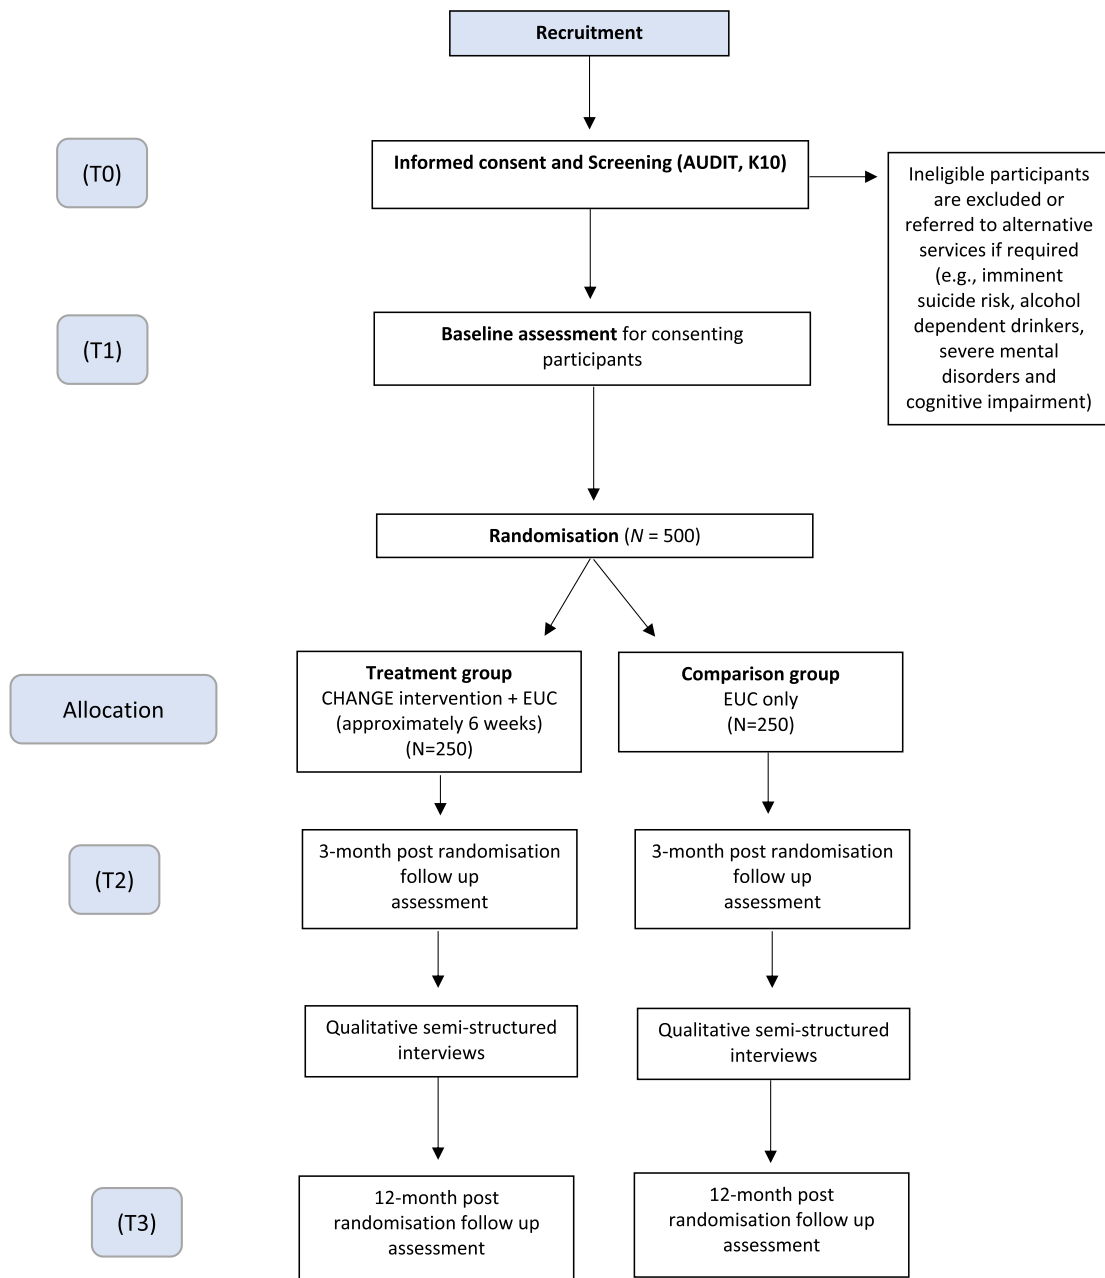 Recruitment
(T0)
Informed consent and Screening (AUDIT, K10)
Ineligible participants
are excluded or
referred to alternative
services if required
(e.g., imminent
suicide risk, alcohol
dependent drinkers,
severe mental
disorders and
cognitive impairment)
(T1)
Baseline assessment for consenting
participants
Randomisation (N = 500)
Allocation
Treatment group
CHANGE intervention + EUC
(approximately 6 weeks)
(N=250)
Comparison group
EUC only
(N=250)
(T2)
3-month post randomisation
follow up
assessment
3-month post randomisation
follow up
assessment
Qualitative semi-structured
interviews
Qualitative semi-structured
interviews
(T3)
12-month post
randomisation follow up
assessment
12-month post
randomisation follow up
assessment